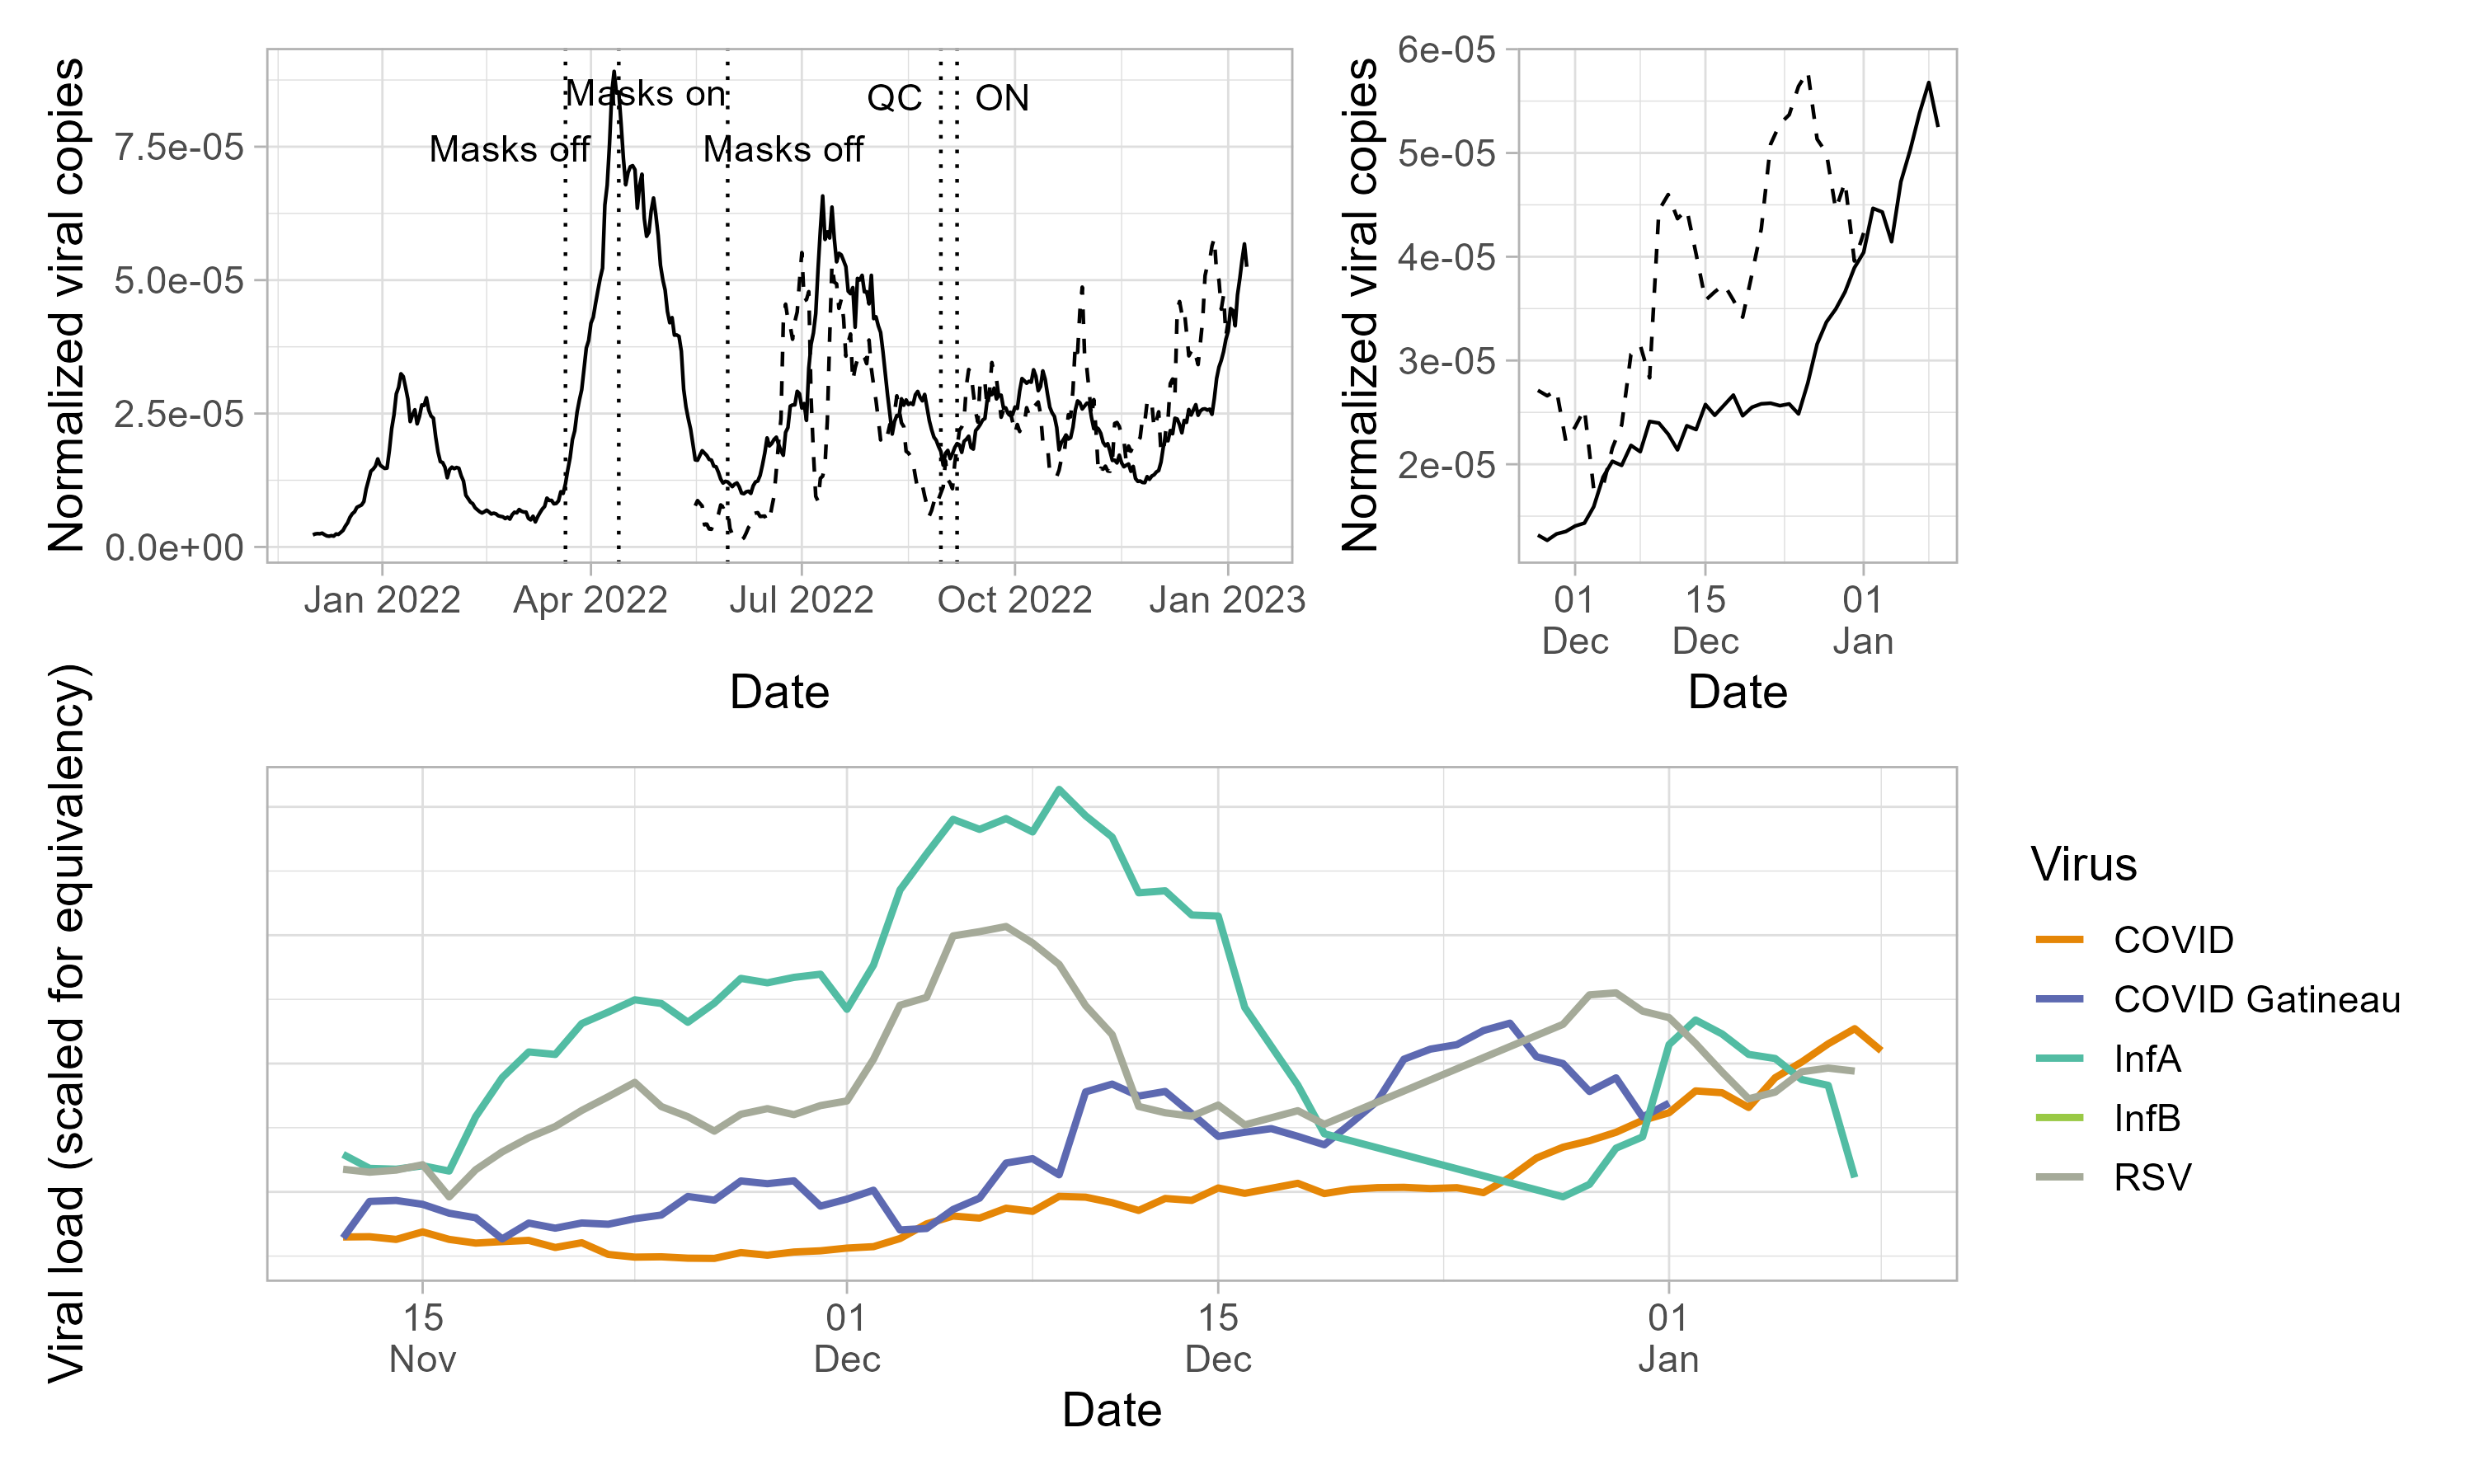 Normalized viral copies
7.5e-05
5.0e-05
2.5e-05
0.0e+00
Masks on
Masks off
Masks off
QC
ON
Jan 2022
Apr 2022
Jul 2022
Oct 2022
Jan 2023
Date
Normalized viral copies
6e-05
5e-05
4e-05
3e-05
2e-05
01
Dec
15
Dec
01
Jan
Date
Viral load (scaled for equivalency)
15
Nov
01
Dec
15
Dec
01
Jan
Date
Virus
COVID
COVID Gatineau
InfA
InfB
RSV